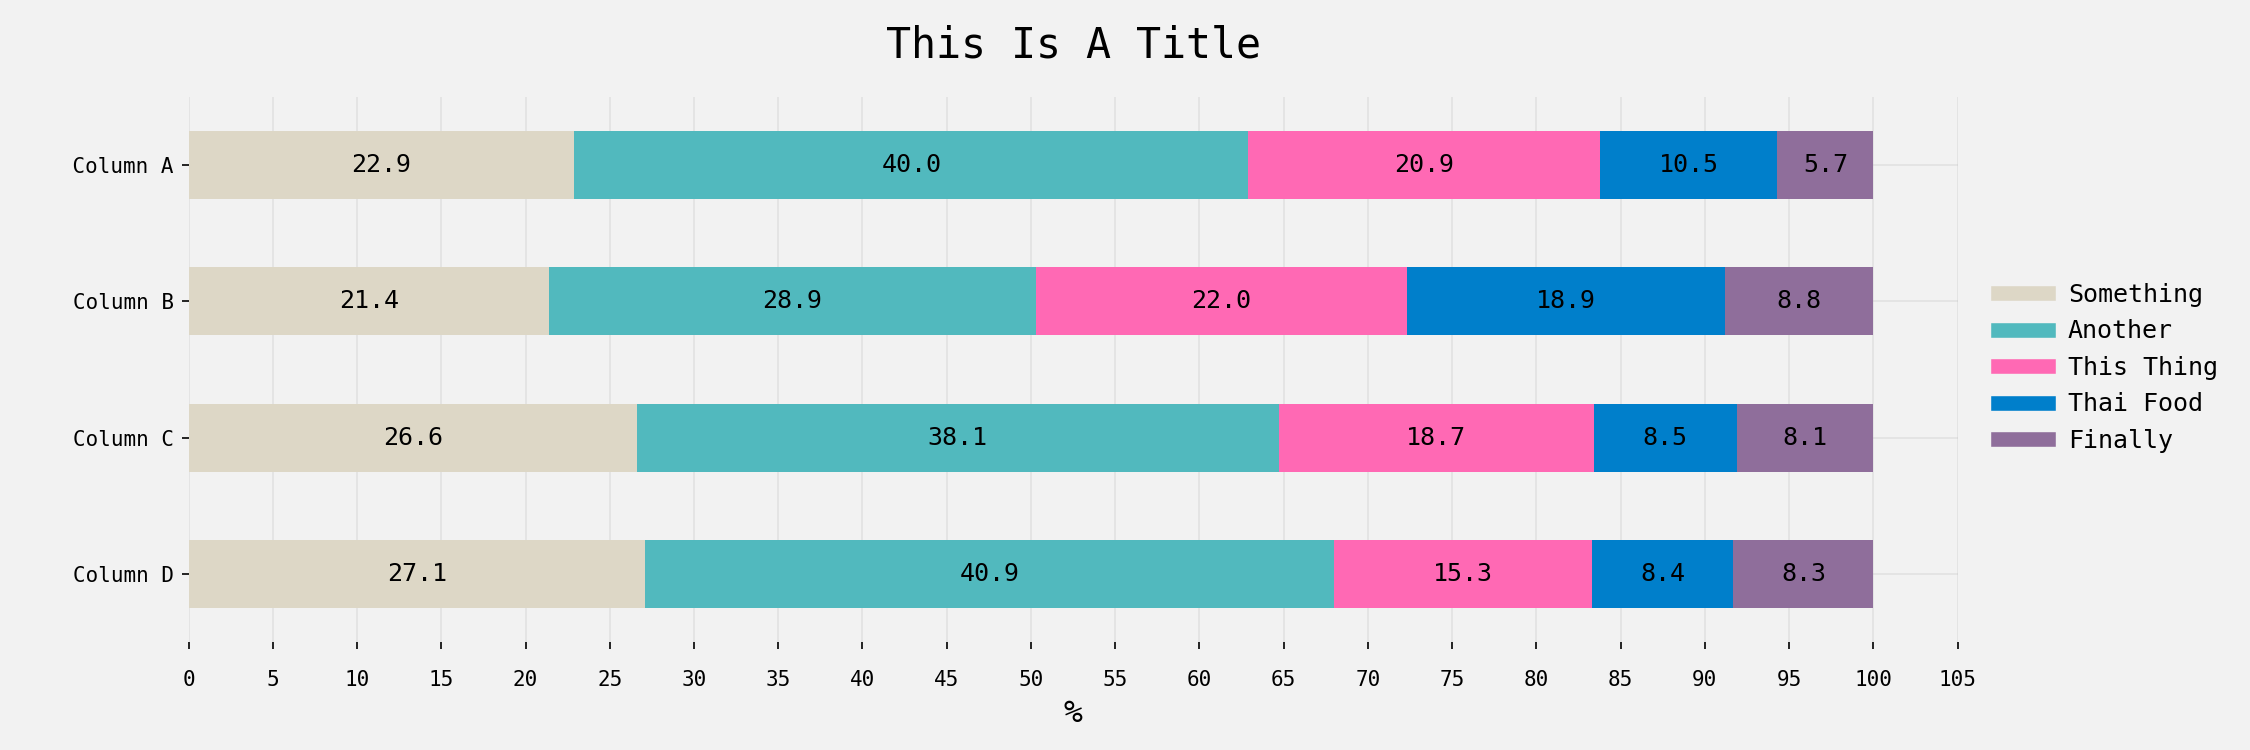 This Is A Title
Column A 22.9 40.0 20.9 10.5 5.7
Column B 21.4 28.9 22.0 18.9 8.8
Column C 26.6 38.1 18.7 8.5 8.1
Column D 27.1 40.9 15.3 8.4 8.3
0 5 10 15 20 25 30 35 40 45 50 55 60 65 70 75 80 85 90 95 100 105
%
Something
Another
This Thing
Thai Food
Finally